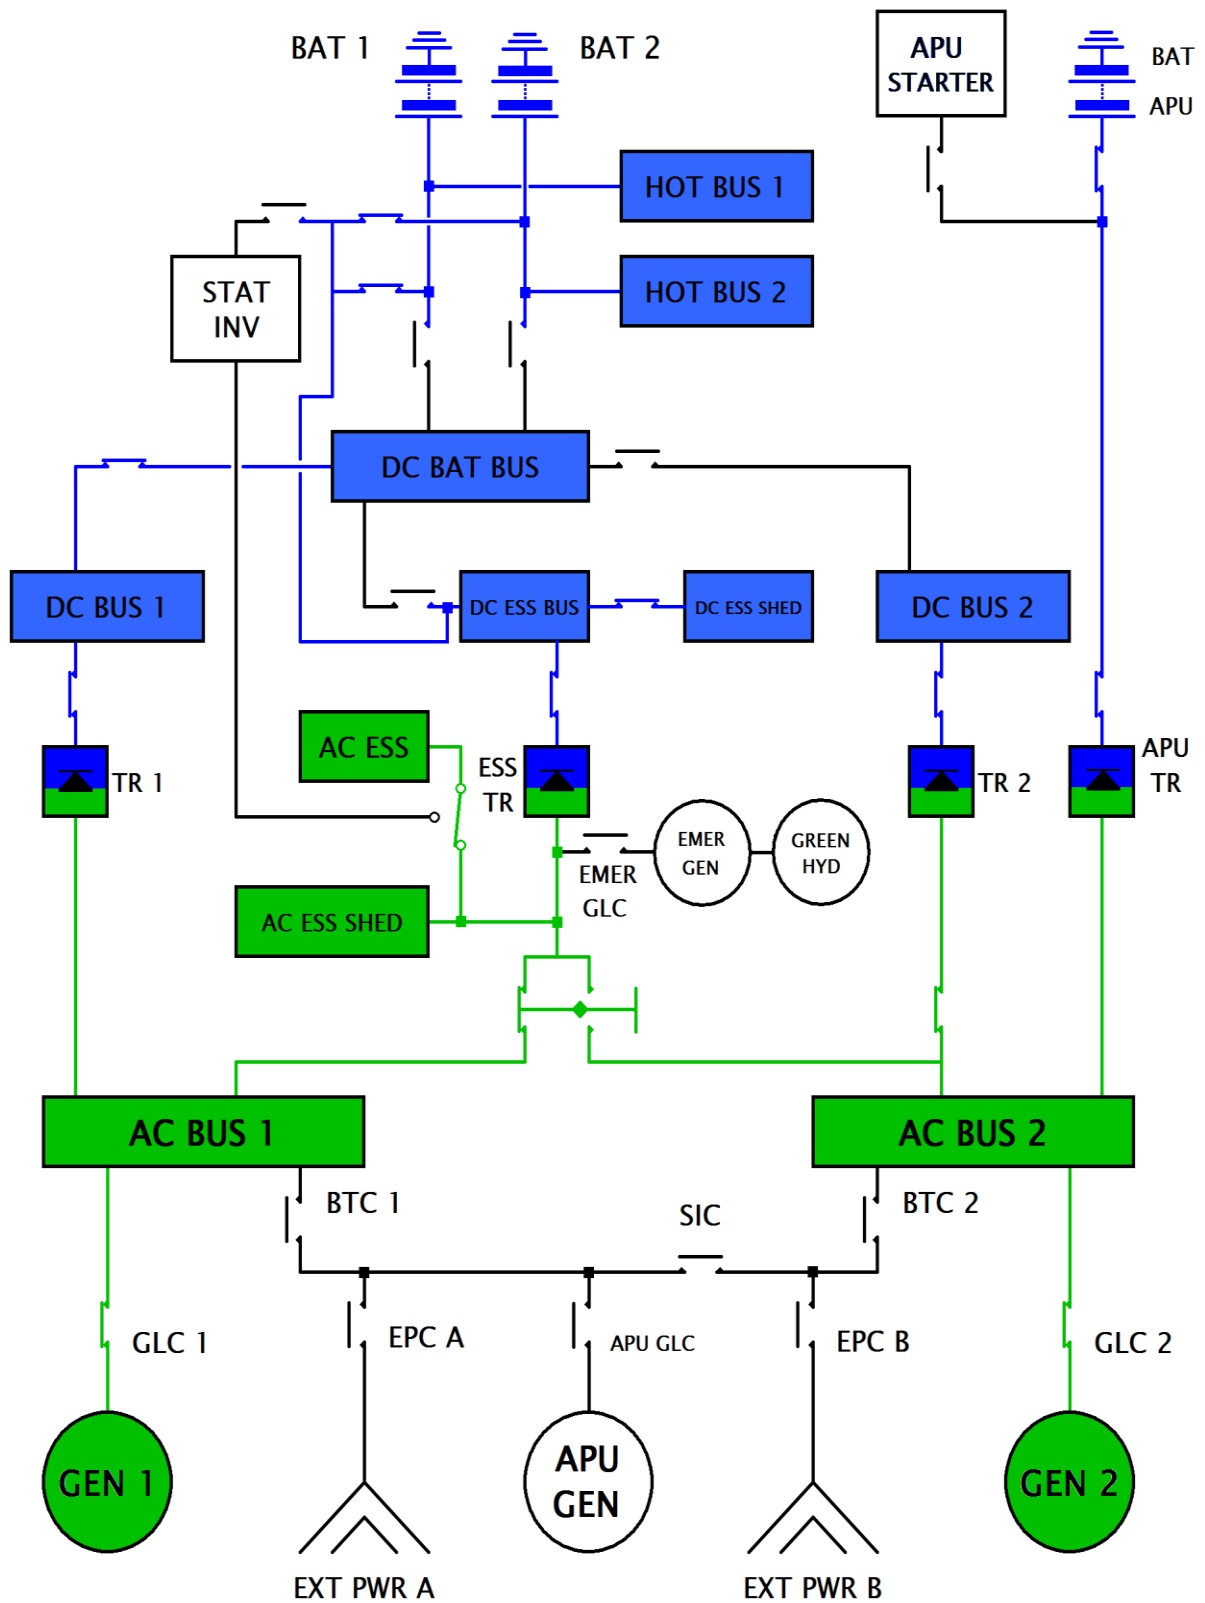 BAT 1
BAT 2
APU
STARTER
BAT
APU
HOT BUS 1
HOT BUS 2
STAT
INV
DC BAT BUS
DC BUS 1
DC ESS BUS
DC ESS SHED
DC BUS 2
AC ESS
ESS
TR
TR 1
TR 2
APU
TR
EMER
GEN
GREEN
HYD
EMER
GLC
AC ESS SHED
AC BUS 1
AC BUS 2
BTC 1
SIC
BTC 2
GLC 1
EPC A
APU GLC
EPC B
GLC 2
GEN 1
APU
GEN
GEN 2
EXT PWR A
EXT PWR B